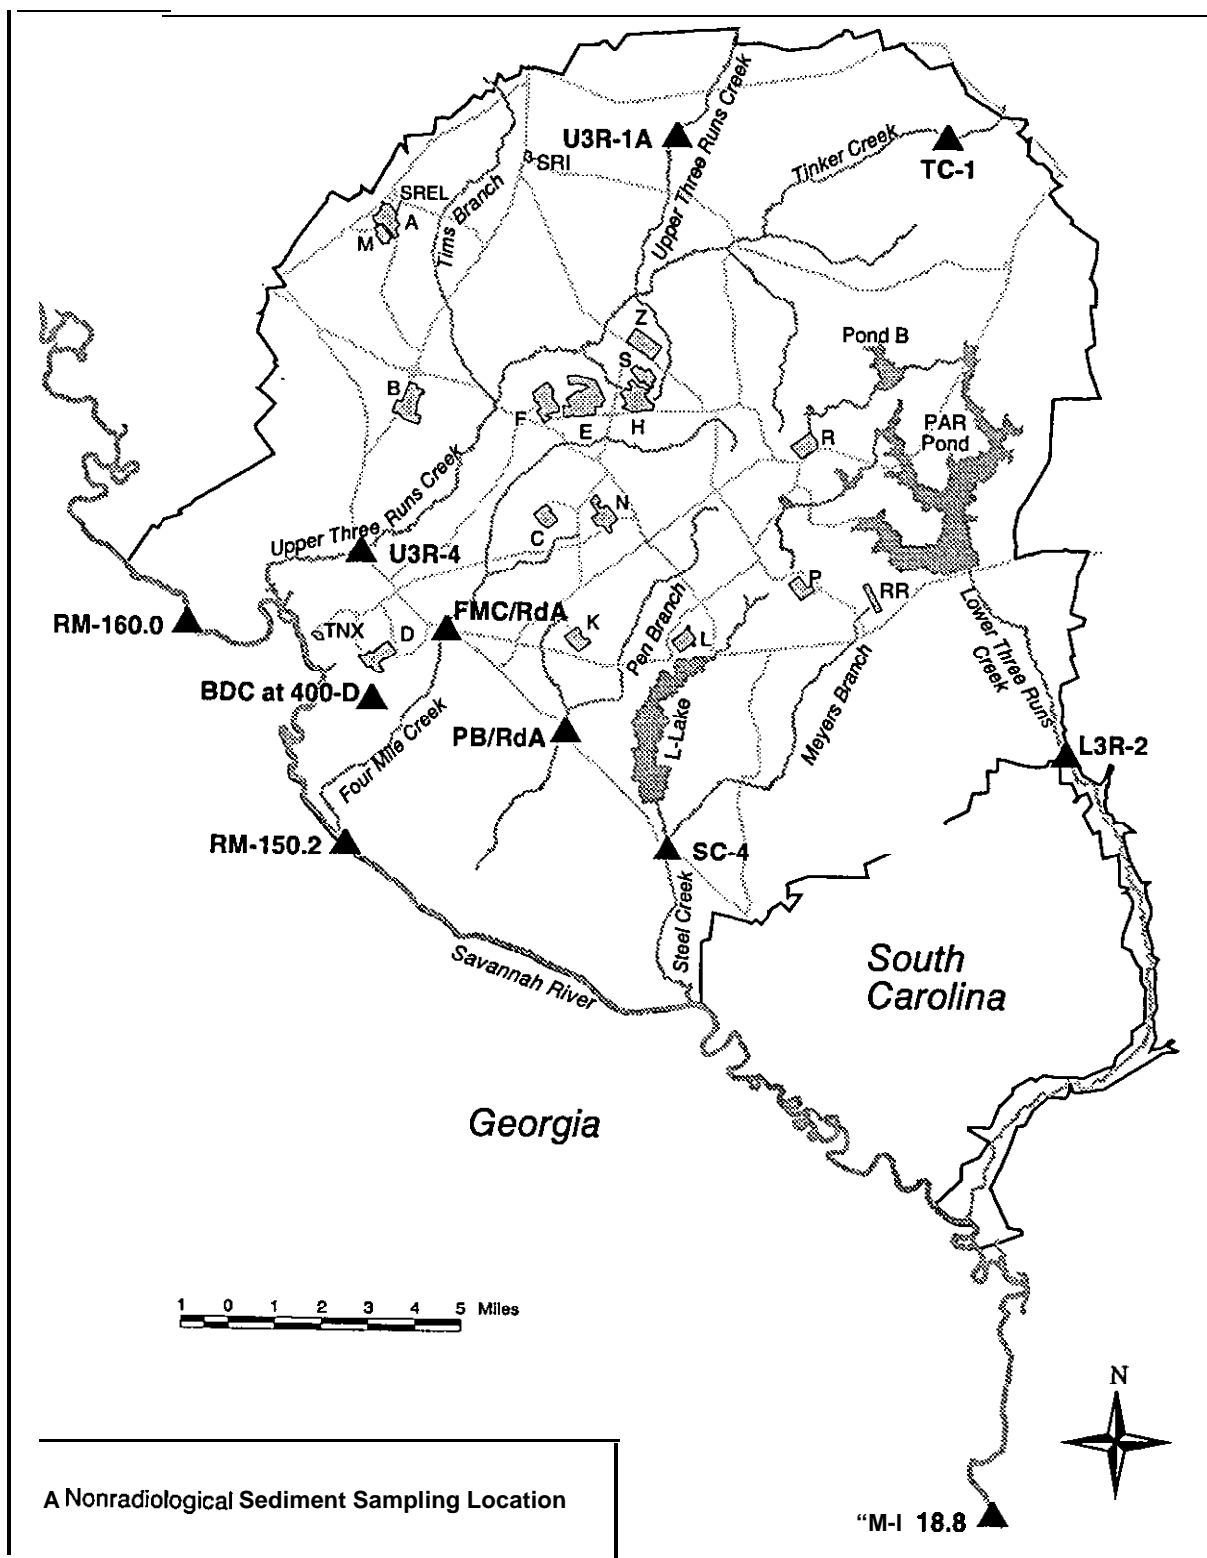 U3R-1A
Upper Three Runs Creek
Tinker Creek
TC-1
SRI
SREL
A
M
Tims Branch
Z
S
Pond B
B
F
E
H
R
PAR
Pond
Upper Three Runs Creek
N
C
U3R-4
P
RR
FMC/RdA
RM-160.0
TNX
D
K
L
Pen Branch
Lower Three Runs
Creek
BDC at 400-D
Four Mile Creek
PB/RdA
L-Lake
Meyers Branch
L3R-2
RM-150.2
SC-4
Steel Creek
Savannah River
South
Carolina
Georgia
1 0 1 2 3 4 5 Miles
N
A Nonradiological Sediment Sampling Location
“M-I 18.8